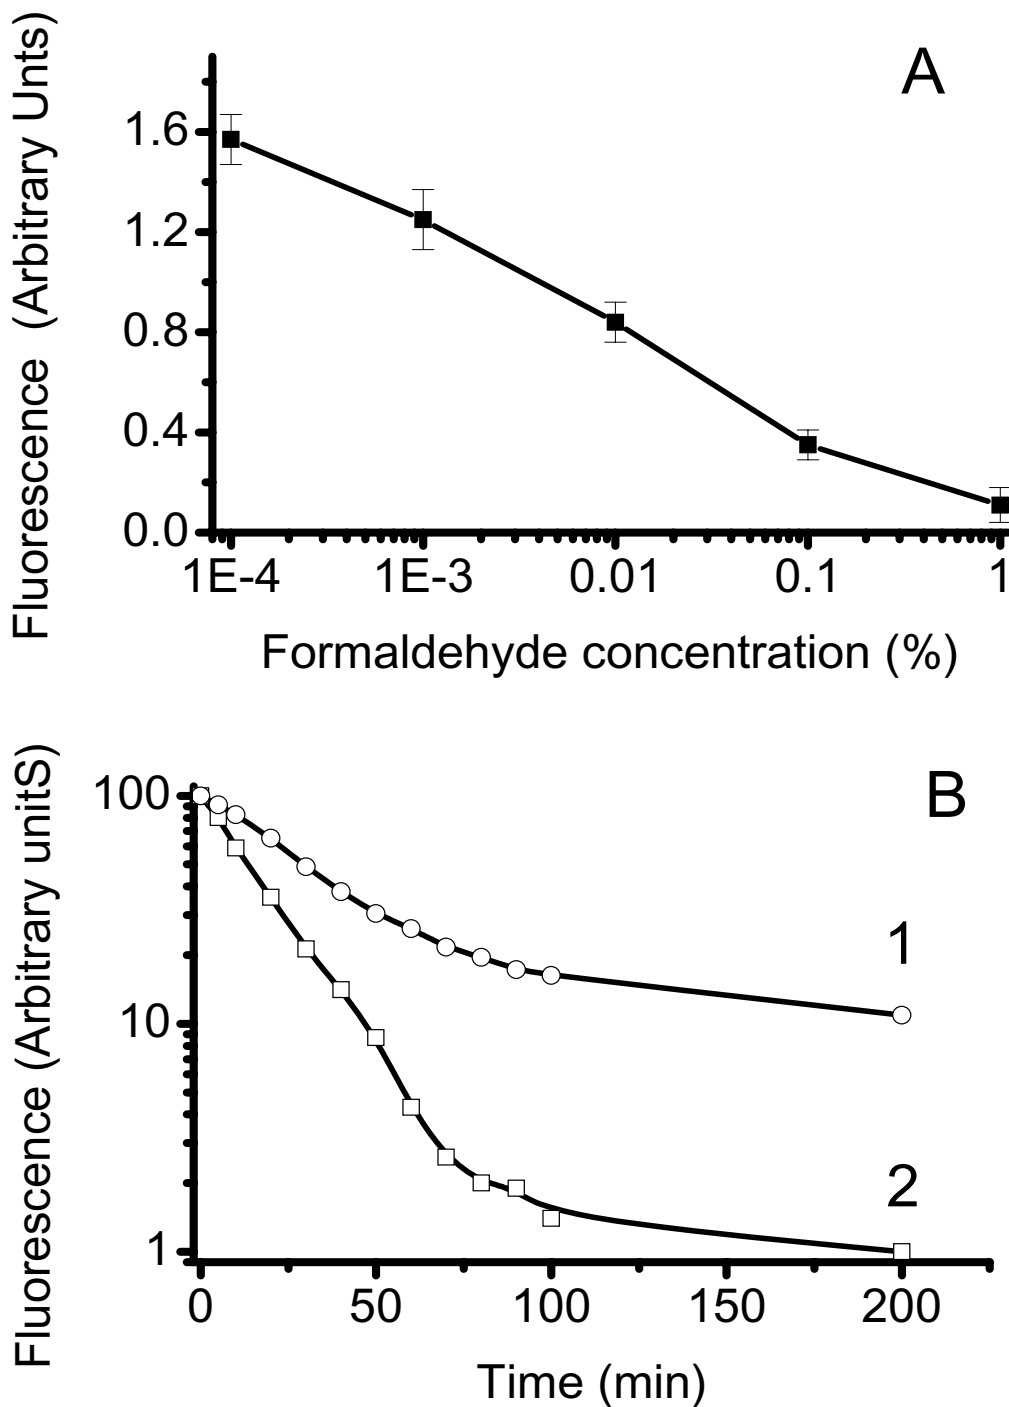 A
Fluorescence (Arbitrary Unts)
1.6
1.2
0.8
0.4
0.0
1E-4 1E-3 0.01 0.1 1
Formaldehyde concentration (%)
B
Fluorescence (Arbitrary unitS)
100
10
1
1
2
0 50 100 150 200
Time (min)